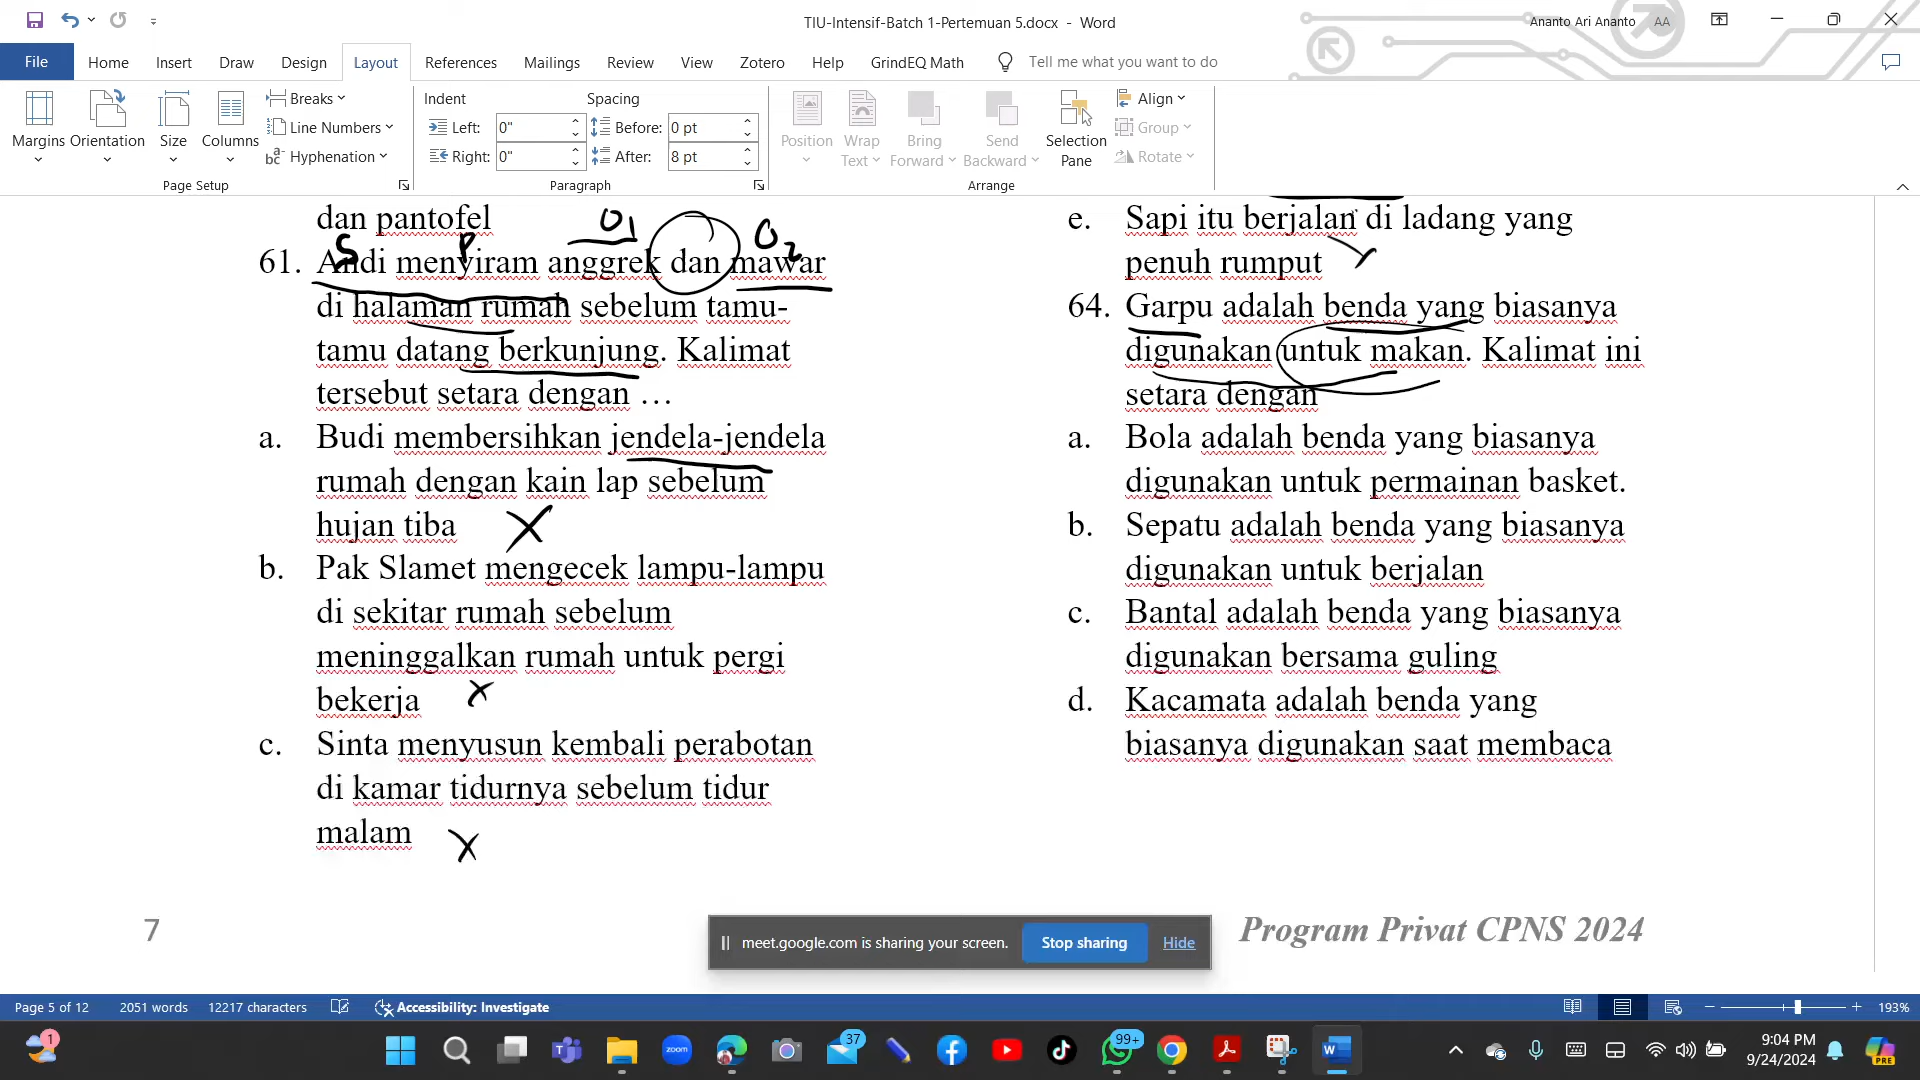 TIU-Intensif-Batch 1-Pertemuan 5.docx - Word
Ananto Ari Ananto
AA
File
Home
Insert
Draw
Design
Layout
References
Mailings
Review
View
Zotero
Help
GrindEQ Math
Tell me what you want to do
Margins
Orientation
Size
Columns
Breaks
Line Numbers
Hyphenation
Page Setup
Indent
Left: 0"
Right: 0"
Spacing
Before: 0 pt
After: 8 pt
Paragraph
Position
Wrap Text
Bring Forward
Send Backward
Selection Pane
Align
Group
Rotate
Arrange
dan pantofel
S P O1 O2
61. Andi menyiram anggrek dan mawar
di halaman rumah sebelum tamu-
tamu datang berkunjung. Kalimat
tersebut setara dengan …
a. Budi membersihkan jendela-jendela
rumah dengan kain lap sebelum
hujan tiba
b. Pak Slamet mengecek lampu-lampu
di sekitar rumah sebelum
meninggalkan rumah untuk pergi
bekerja
c. Sinta menyusun kembali perabotan
di kamar tidurnya sebelum tidur
malam
e. Sapi itu berjalan di ladang yang
penuh rumput
64. Garpu adalah benda yang biasanya
digunakan untuk makan. Kalimat ini
setara dengan
a. Bola adalah benda yang biasanya
digunakan untuk permainan basket.
b. Sepatu adalah benda yang biasanya
digunakan untuk berjalan
c. Bantal adalah benda yang biasanya
digunakan bersama guling
d. Kacamata adalah benda yang
biasanya digunakan saat membaca
7
Program Privat CPNS 2024
meet.google.com is sharing your screen.
Stop sharing
Hide
Page 5 of 12
2051 words
12217 characters
Accessibility: Investigate
193%
1
zoom
37
99+
9:04 PM
9/24/2024
PRE